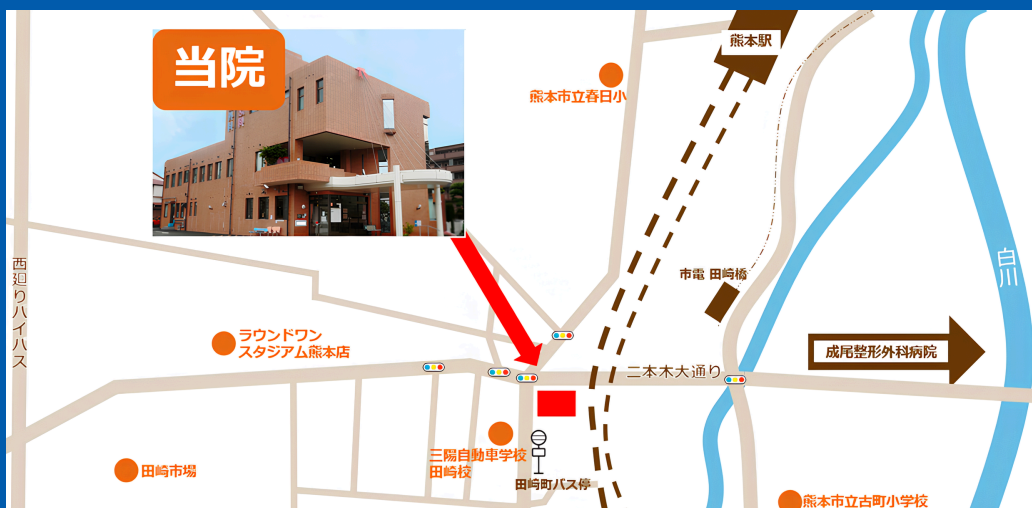 当院
熊本駅
熊本市立春日小
西廻りバイパス
白川
市電 田崎橋
ラウンドワン
スタジアム熊本店
二本木大通り
成尾整形外科病院
三陽自動車学校
田崎校
田崎市場
田崎町バス停
熊本市立古町小学校